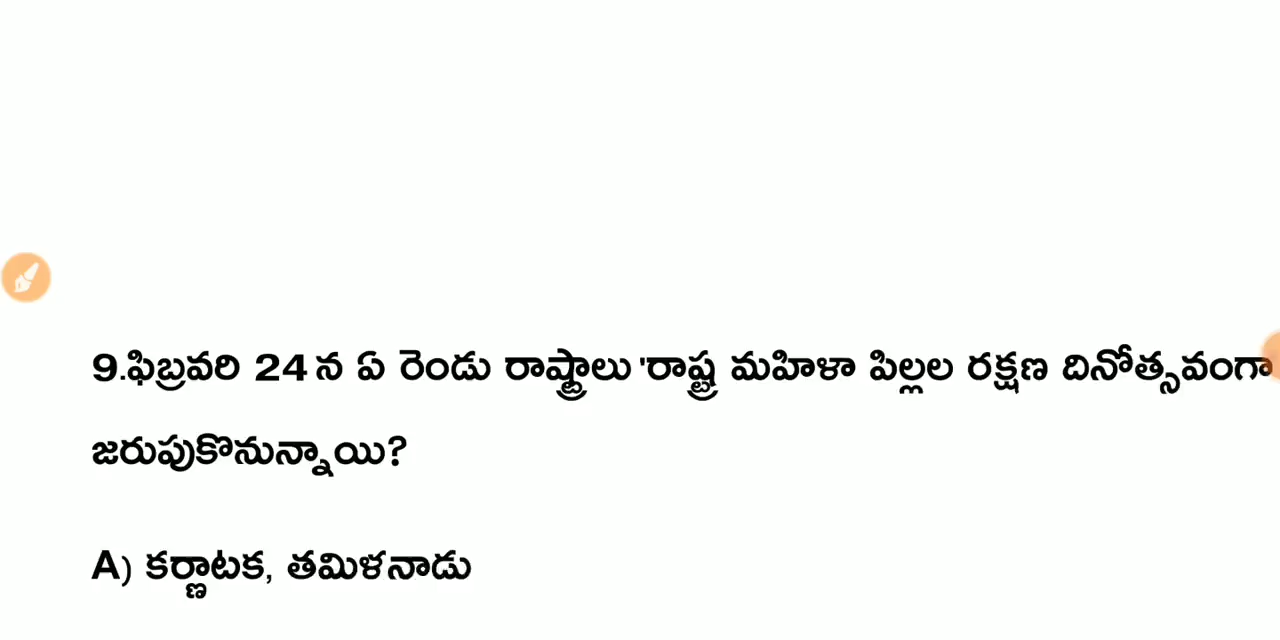 9.ఫిబ్రవరి 24 న ఏ రెండు రాష్ట్రాలు 'రాష్ట్ర మహిళా పిల్లల రక్షణ దినోత్సవంగా
జరుపుకొనున్నాయి?
A) కర్ణాటక, తమిళనాడు